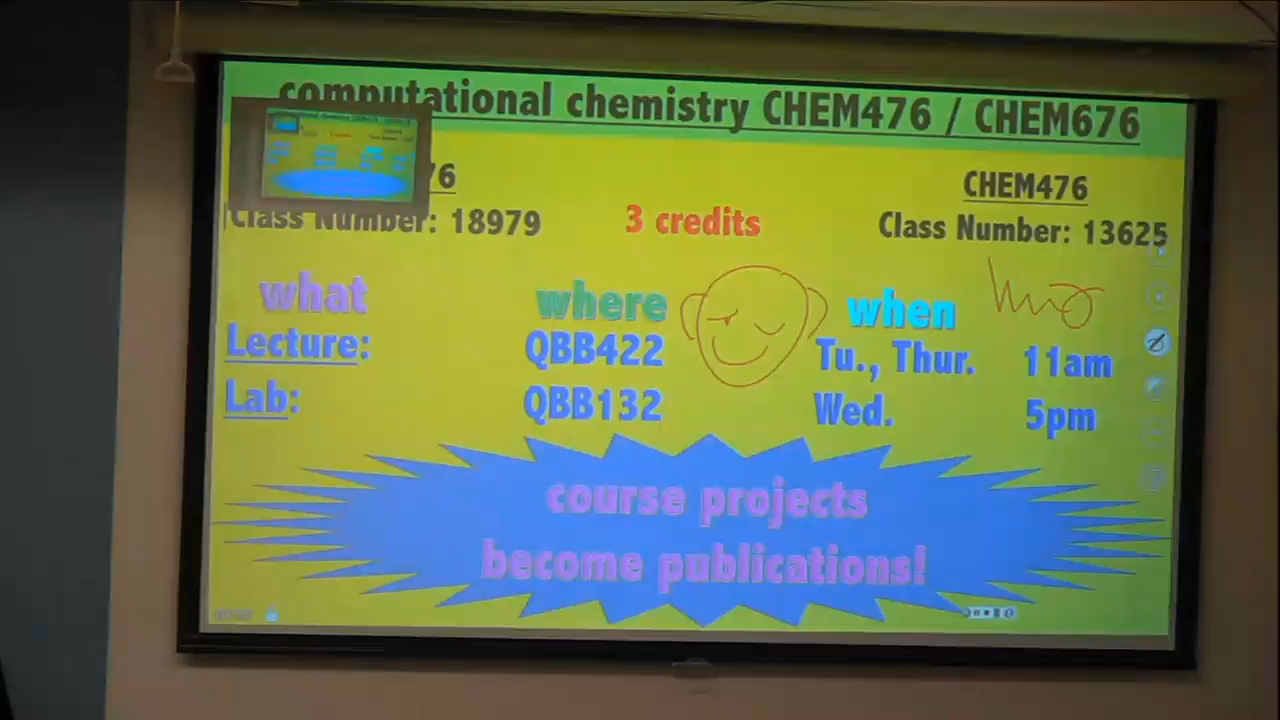 computational chemistry CHEM476 / CHEM676
76 CHEM476
Class Number: 18979 3 credits Class Number: 13625
what where when
Lecture: QBB422 Tu., Thur. 11am
Lab: QBB132 Wed. 5pm
course projects
become publications!